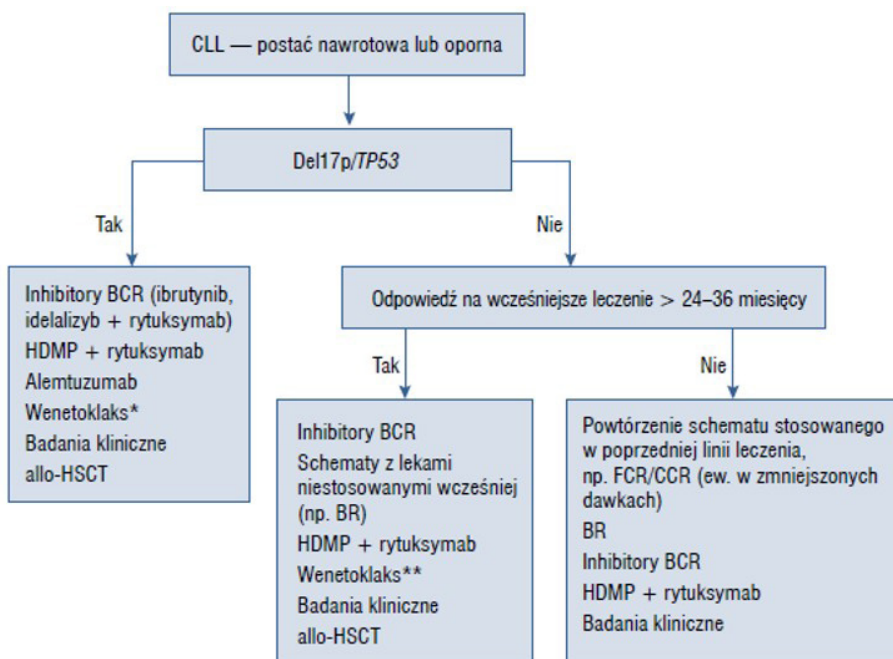 CLL — postać nawrotowa lub oporna
Del17p/TP53
Tak
Nie
Inhibitory BCR (ibrutynib,
idelalizyb + rytuksymab)
HDMP + rytuksymab
Alemtuzumab
Wenetoklaks*
Badania kliniczne
allo-HSCT
Odpowiedź na wcześniejsze leczenie > 24–36 miesięcy
Tak
Nie
Inhibitory BCR
Schematy z lekami
niestosowanymi wcześniej
(np. BR)
HDMP + rytuksymab
Wenetoklaks**
Badania kliniczne
allo-HSCT
Powtórzenie schematu stosowanego
w poprzedniej linii leczenia,
np. FCR/CCR (ew. w zmniejszonych
dawkach)
BR
Inhibitory BCR
HDMP + rytuksymab
Badania kliniczne